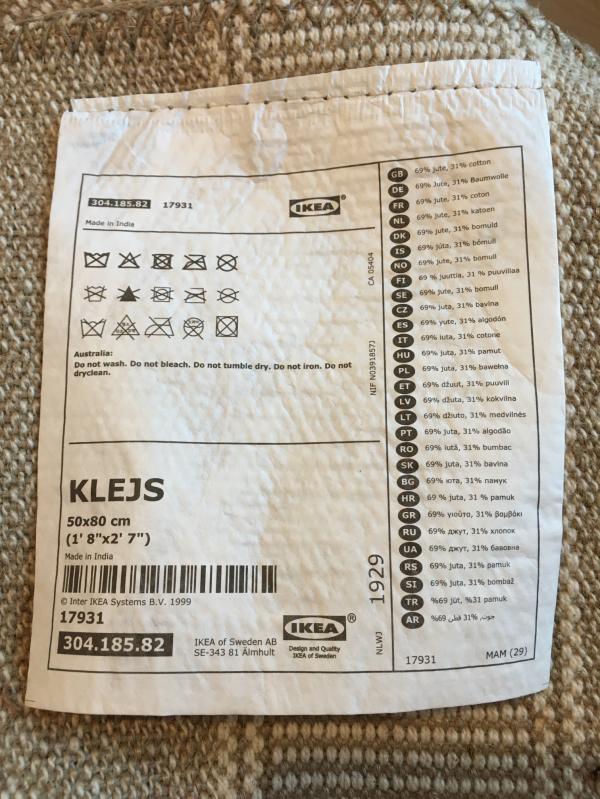 304.185.82 17931
IKEA®
Made in India
Australia:
Do not wash. Do not bleach. Do not tumble dry. Do not iron. Do not
dryclean.
CA 05404
NIF N0391857J
KLEJS
50x80 cm
(1' 8"x2' 7")
Made in India
© Inter IKEA Systems B.V. 1999
17931
304.185.82
IKEA of Sweden AB
SE-343 81 Älmhult
IKEA®
Design and Quality
IKEA of Sweden
1929
NLWJ
GB 69% jute, 31% cotton
DE 69% Jute, 31% Baumwolle
FR 69% jute, 31% coton
NL 69% jute, 31% katoen
DK 69% jute, 31% bomuld
IS 69% júta, 31% bómull
NO 69% jute, 31% bomull
FI 69 % juuttia, 31 % puuvillaa
SE 69% jute, 31% bomull
CZ 69% juta, 31% bavlna
ES 69% yute, 31% algodón
IT 69% iuta, 31% cotone
HU 69% juta, 31% pamut
PL 69% juta, 31% bawełna
ET 69% džuut, 31% puuvill
LV 69% džuta, 31% kokvilna
LT 69% džiuto, 31% medvilnės
PT 69% juta, 31% algodão
RO 69% iută, 31% bumbac
SK 69% juta, 31% bavlna
BG 69% юта, 31% памук
HR 69 % juta, 31 % pamuk
GR 69% γιούτα, 31% βαμβάκι
RU 69% джут, 31% хлопок
UA 69% джут, 31% бавовна
RS 69% juta, 31% pamuk
SI 69% juta, 31% bombaž
TR %69 jüt, %31 pamuk
AR %69 جوت, %31 قطن
17931
MAM (29)